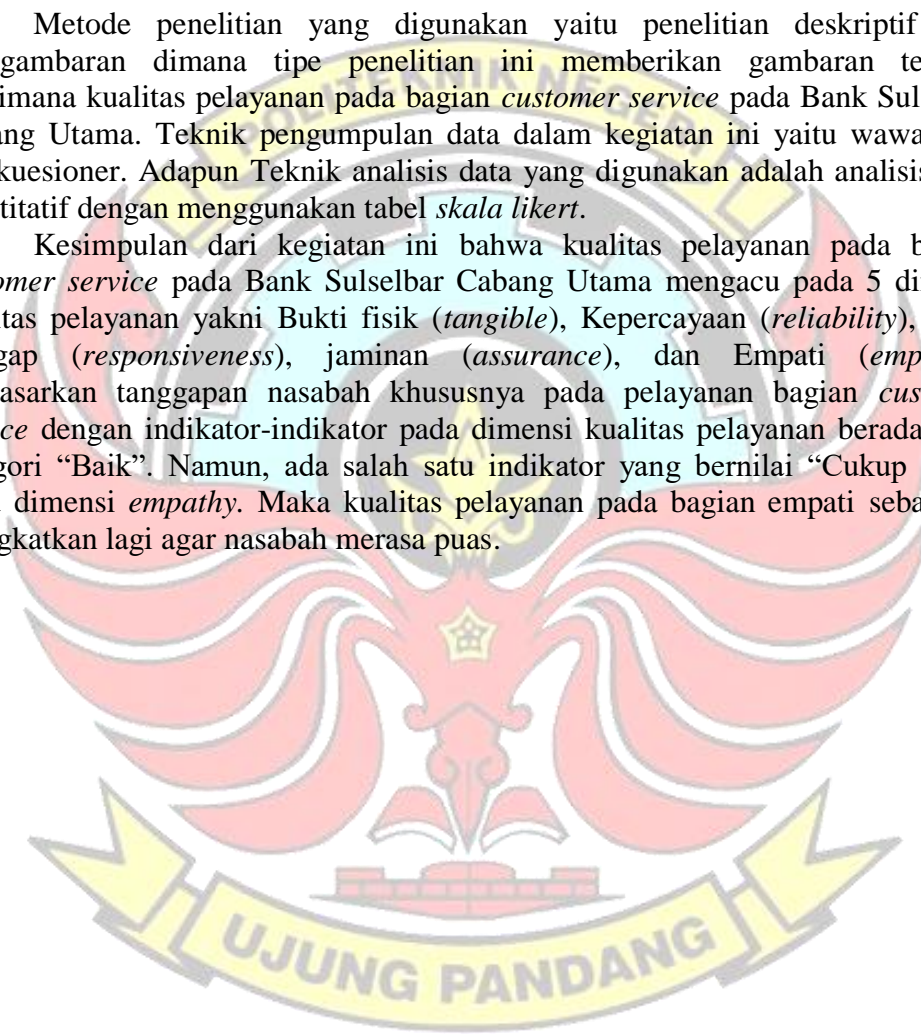 Metode penelitian yang digunakan yaitu penelitian deskriptif
gambaran dimana tipe penelitian ini memberikan gambaran te
imana kualitas pelayanan pada bagian customer service pada Bank Sul
ang Utama. Teknik pengumpulan data dalam kegiatan ini yaitu wawa
kuesioner. Adapun Teknik analisis data yang digunakan adalah analisis
titatif dengan menggunakan tabel skala likert.
Kesimpulan dari kegiatan ini bahwa kualitas pelayanan pada b
omer service pada Bank Sulselbar Cabang Utama mengacu pada 5 di
itas pelayanan yakni Bukti fisik (tangible), Kepercayaan (reliability),
gap (responsiveness), jaminan (assurance), dan Empati (emp
asarkan tanggapan nasabah khususnya pada pelayanan bagian cus
ce dengan indikator-indikator pada dimensi kualitas pelayanan berada
gori “Baik”. Namun, ada salah satu indikator yang bernilai “Cukup
dimensi empathy. Maka kualitas pelayanan pada bagian empati seba
gkatkan lagi agar nasabah merasa puas.
POLITEKNIK NEGERI
UJUNG PANDANG